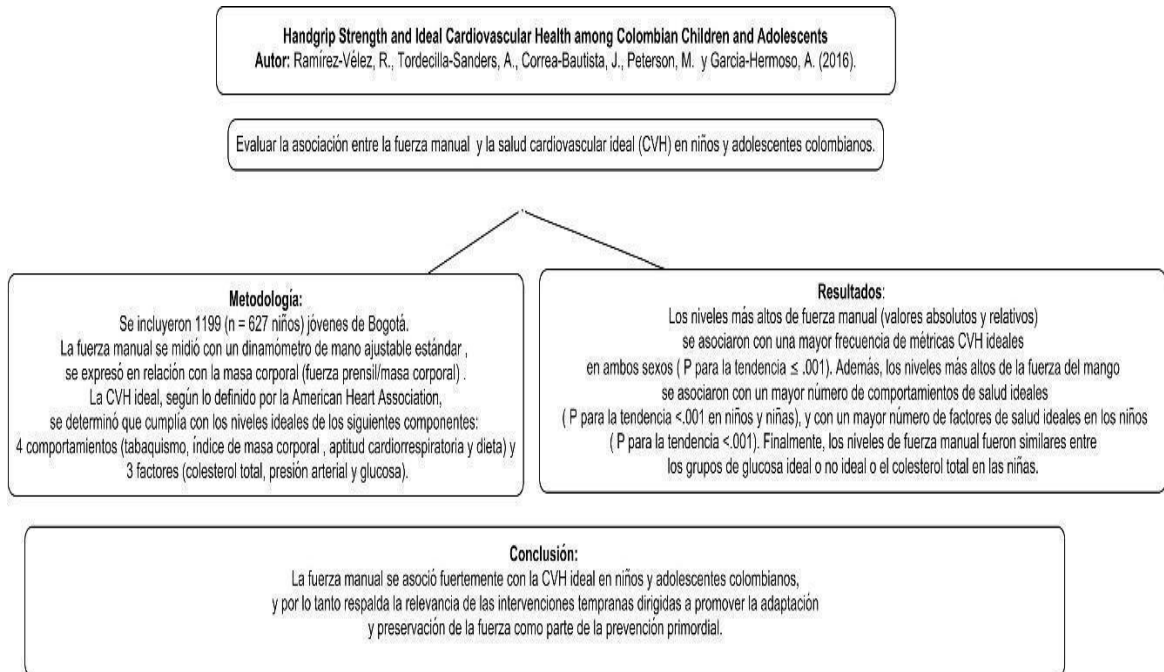 Handgrip Strength and Ideal Cardiovascular Health among Colombian Children and Adolescents
Autor: Ramírez-Vélez, R., Tordecilla-Sanders, A., Correa-Bautista, J., Peterson, M. y Garcia-Hermoso, A. (2016).
Evaluar la asociación entre la fuerza manual y la salud cardiovascular ideal (CVH) en niños y adolescentes colombianos.
Metodología:
Se incluyeron 1199 (n = 627 niños) jóvenes de Bogotá.
La fuerza manual se midió con un dinamómetro de mano ajustable estándar ,
se expresó en relación con la masa corporal (fuerza prensil/masa corporal) .
La CVH ideal, según lo definido por la American Heart Association,
se determinó que cumplía con los niveles ideales de los siguientes componentes:
4 comportamientos (tabaquismo, índice de masa corporal , aptitud cardiorrespiratoria y dieta) y
3 factores (colesterol total, presión arterial y glucosa).
Resultados:
Los niveles más altos de fuerza manual (valores absolutos y relativos)
se asociaron con una mayor frecuencia de métricas CVH ideales
en ambos sexos ( P para la tendencia ≤ .001). Además, los niveles más altos de la fuerza del mango
se asociaron con un mayor número de comportamientos de salud ideales
( P para la tendencia <.001 en niños y niñas), y con un mayor número de factores de salud ideales en los niños
( P para la tendencia <.001). Finalmente, los niveles de fuerza manual fueron similares entre
los grupos de glucosa ideal o no ideal o el colesterol total en las niñas.
Conclusión:
La fuerza manual se asoció fuertemente con la CVH ideal en niños y adolescentes colombianos,
y por lo tanto respalda la relevancia de las intervenciones tempranas dirigidas a promover la adaptación
y preservación de la fuerza como parte de la prevención primordial.